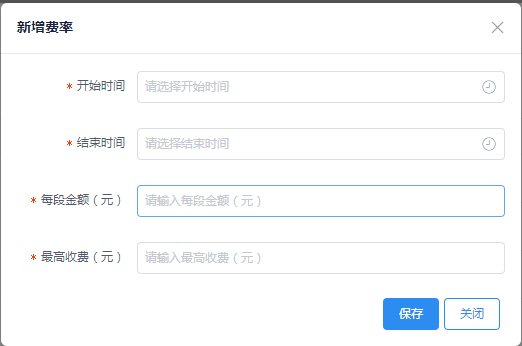 新增费率
* 开始时间 请选择开始时间
* 结束时间 请选择结束时间
* 每段金额（元） 请输入每段金额（元）
* 最高收费（元） 请输入最高收费（元）
保存 关闭